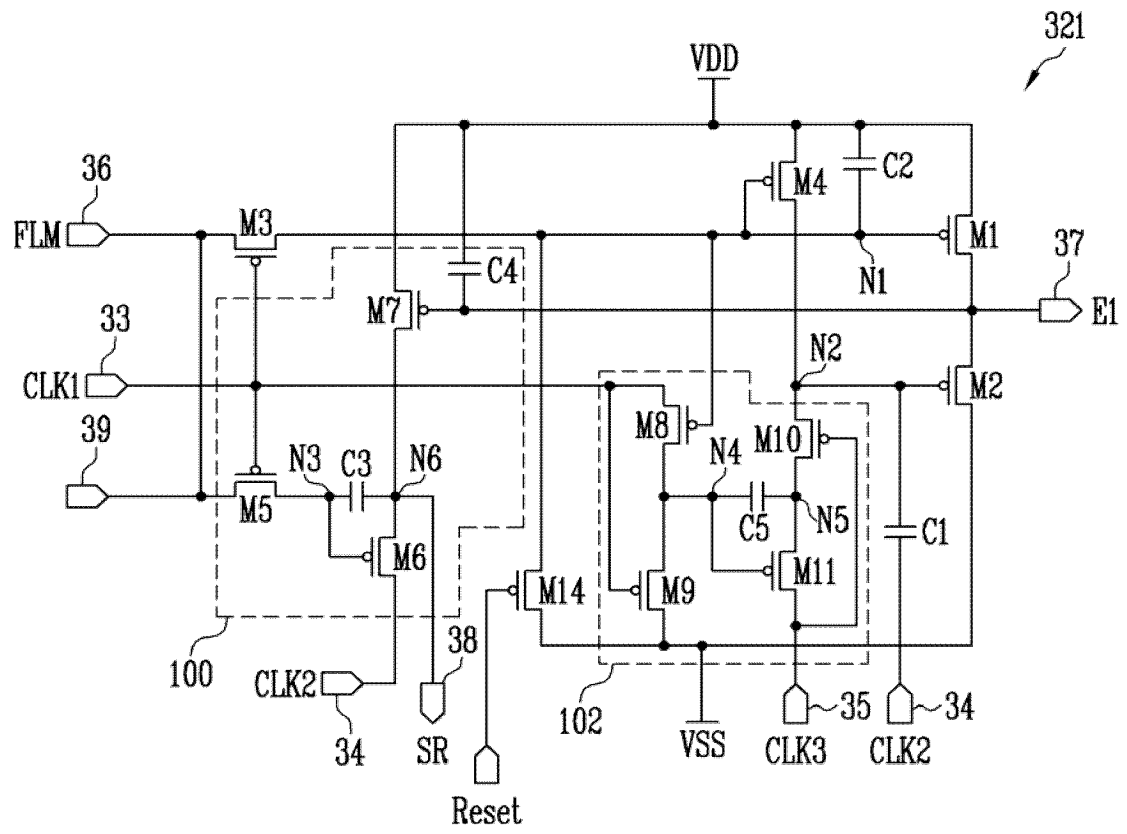 321
VDD
36
FLM
M3
M4
C2
M1
N1
37
E1
C4
M7
33
CLK1
N2
M2
39
M8
M10
N3
C3
N6
N4
M5
C5
N5
C1
M6
M14
M9
M11
100
CLK2
34
38
SR
Reset
102
VSS
35
CLK3
34
CLK2